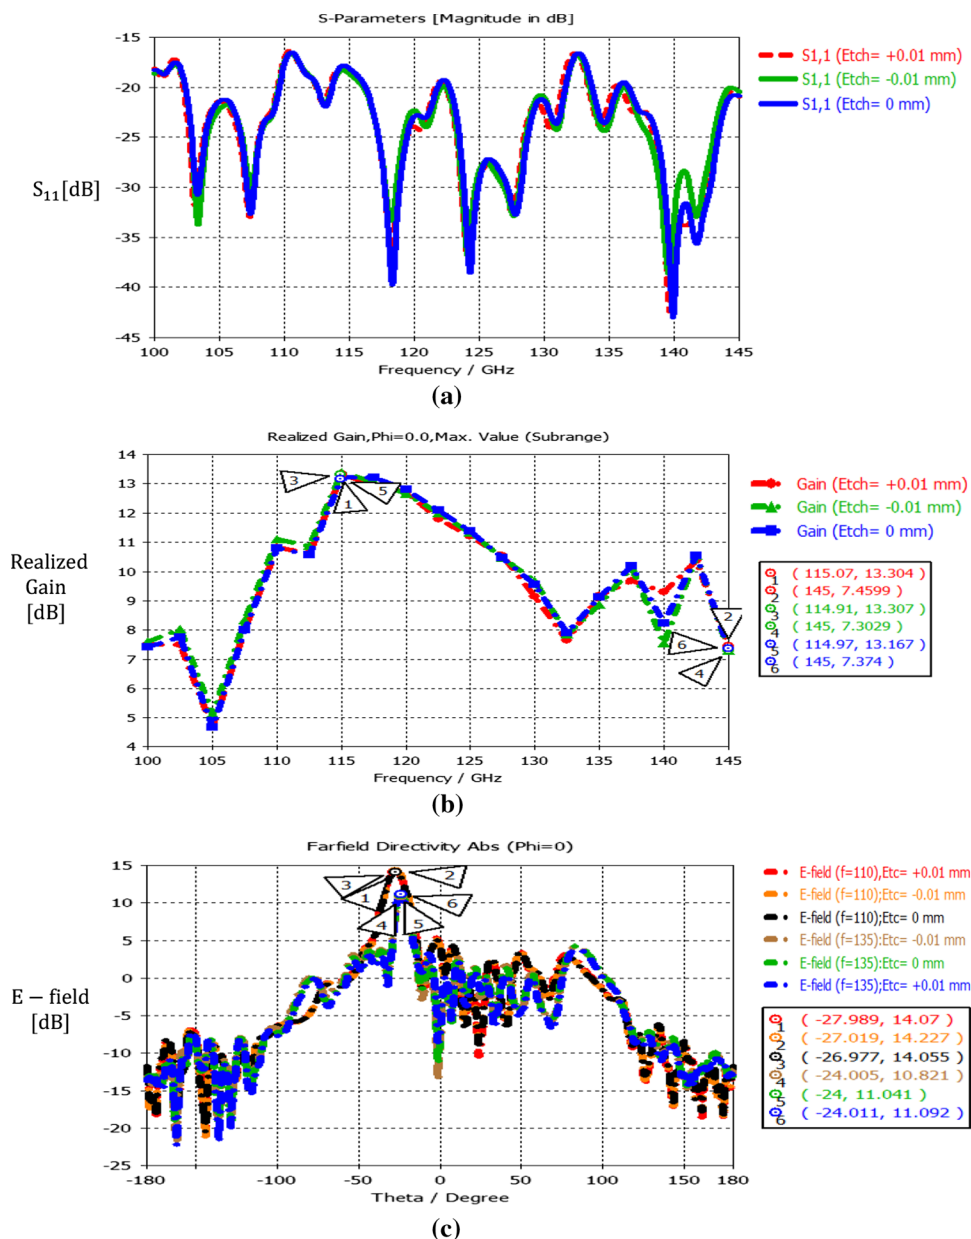 S-Parameters [Magnitude in dB]
-15
-20
-25
-30
-35
-40
-45
S₁₁[dB]
100 105 110 115 120 125 130 135 140 145
Frequency / GHz
S1,1 (Etch= +0.01 mm)
S1,1 (Etch= -0.01 mm)
S1,1 (Etch= 0 mm)
(a)
Realized Gain,Phi=0.0,Max. Value (Subrange)
14
13
12
11
10
9
8
7
6
5
4
Realized
Gain
[dB]
3
1
5
2
6
4
100 105 110 115 120 125 130 135 140 145
Frequency / GHz
Gain (Etch= +0.01 mm)
Gain (Etch= -0.01 mm)
Gain (Etch= 0 mm)
1 ( 115.07, 13.304 )
2 ( 145, 7.4599 )
3 ( 114.91, 13.307 )
4 ( 145, 7.3029 )
5 ( 114.97, 13.167 )
6 ( 145, 7.374 )
(b)
Farfield Directivity Abs (Phi=0)
15
10
5
0
-5
-10
-15
-20
-25
E – field
[dB]
3
2
1
6
4
5
-180 -100 -50 0 50 100 150 180
Theta / Degree
E-field (f=110),Etc= +0.01 mm
E-field (f=110);Etc= -0.01 mm
E-field (f=110);Etc= 0 mm
E-field (f=135):Etc= -0.01 mm
E-field (f=135):Etc= 0 mm
E-field (f=135);Etc= +0.01 mm
1 ( -27.989, 14.07 )
2 ( -27.019, 14.227 )
3 ( -26.977, 14.055 )
4 ( -24.005, 10.821 )
5 ( -24, 11.041 )
6 ( -24.011, 11.092 )
(c)